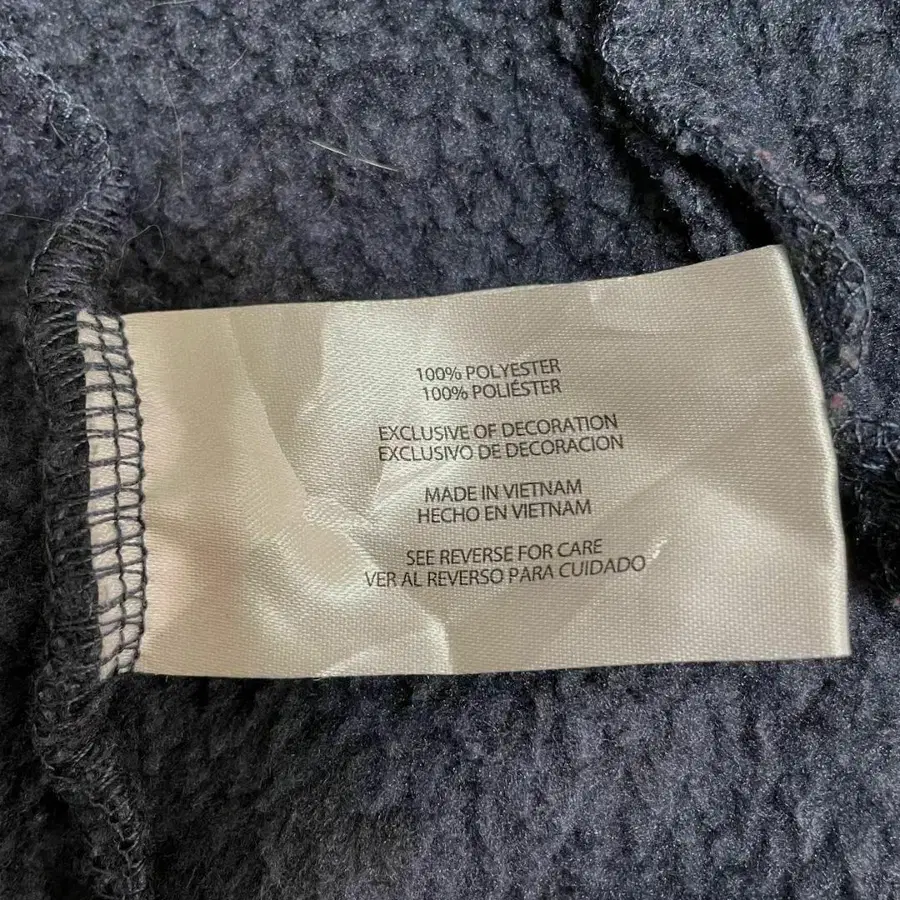 100% POLYESTER
100% POLIÉSTER
EXCLUSIVE OF DECORATION
EXCLUSIVO DE DECORACION
MADE IN VIETNAM
HECHO EN VIETNAM
SEE REVERSE FOR CARE
VER AL REVERSO PARA CUIDADO